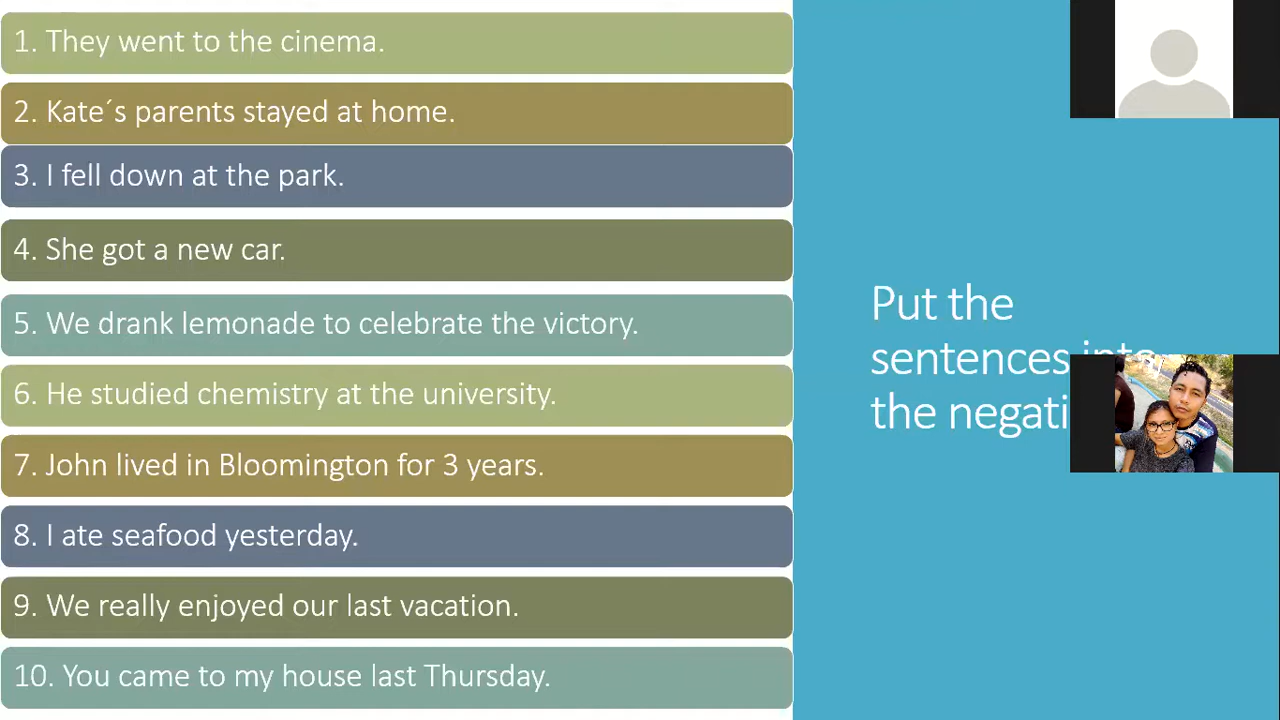 1. They went to the cinema.
2. Kate´s parents stayed at home.
3. I fell down at the park.
4. She got a new car.
5. We drank lemonade to celebrate the victory.
6. He studied chemistry at the university.
7. John lived in Bloomington for 3 years.
8. I ate seafood yesterday.
9. We really enjoyed our last vacation.
10. You came to my house last Thursday.
Put the
sentences into
the negati